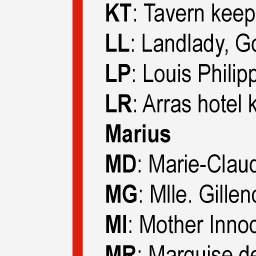 KT: Tavern keep
LL: Landlady, Go
LP: Louis Philipp
LR: Arras hotel k
Marius
MD: Marie-Claud
MG: Mlle. Gilleno
MI: Mother Innoc
MR: Marquise de